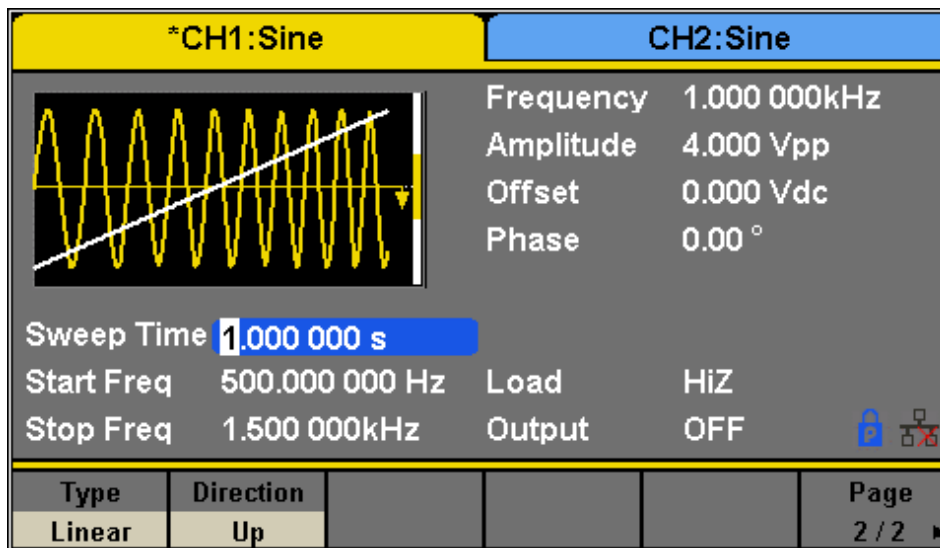 *CH1:Sine CH2:Sine
Frequency 1.000 000kHz
Amplitude 4.000 Vpp
Offset 0.000 Vdc
Phase 0.00 °
Sweep Time 1.000 000 s
Start Freq 500.000 000 Hz Load HiZ
Stop Freq 1.500 000kHz Output OFF P
Type Direction Page
Linear Up 2 / 2